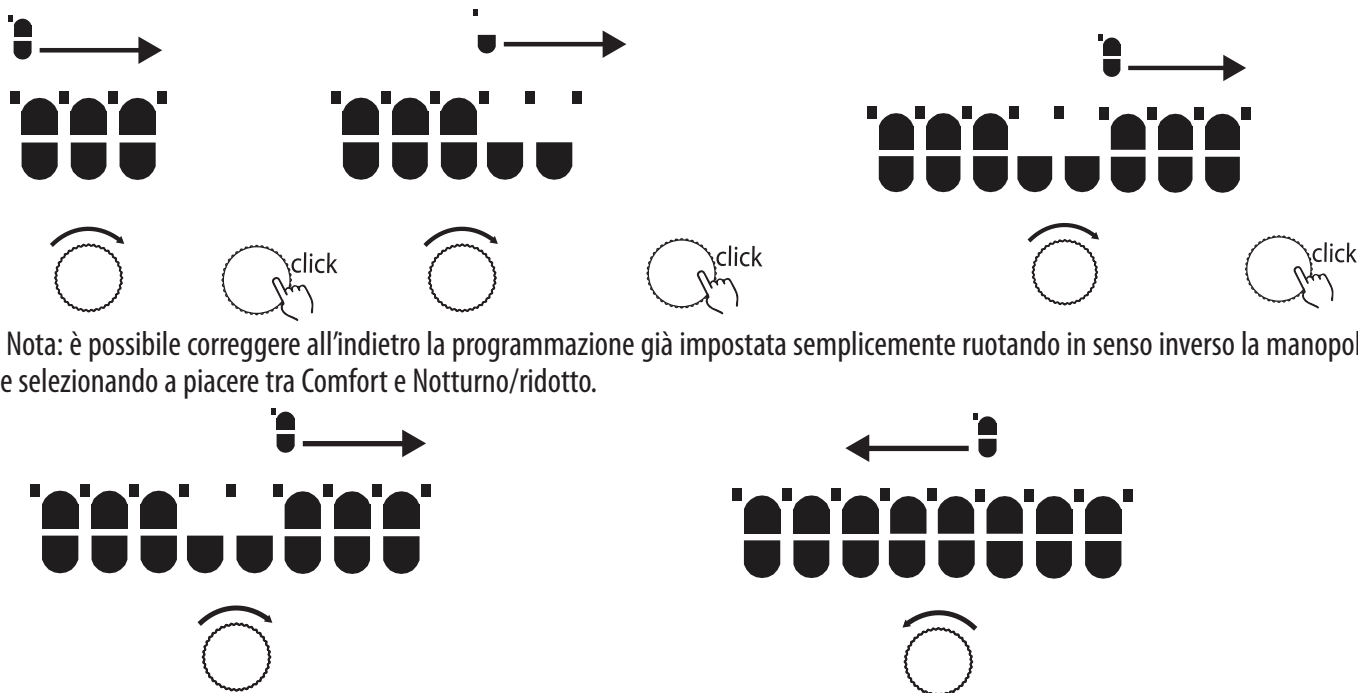 click
click
click
Nota: è possibile correggere all’indietro la programmazione già impostata semplicemente ruotando in senso inverso la
e selezionando a piacere tra Comfort e Notturno/ridotto.